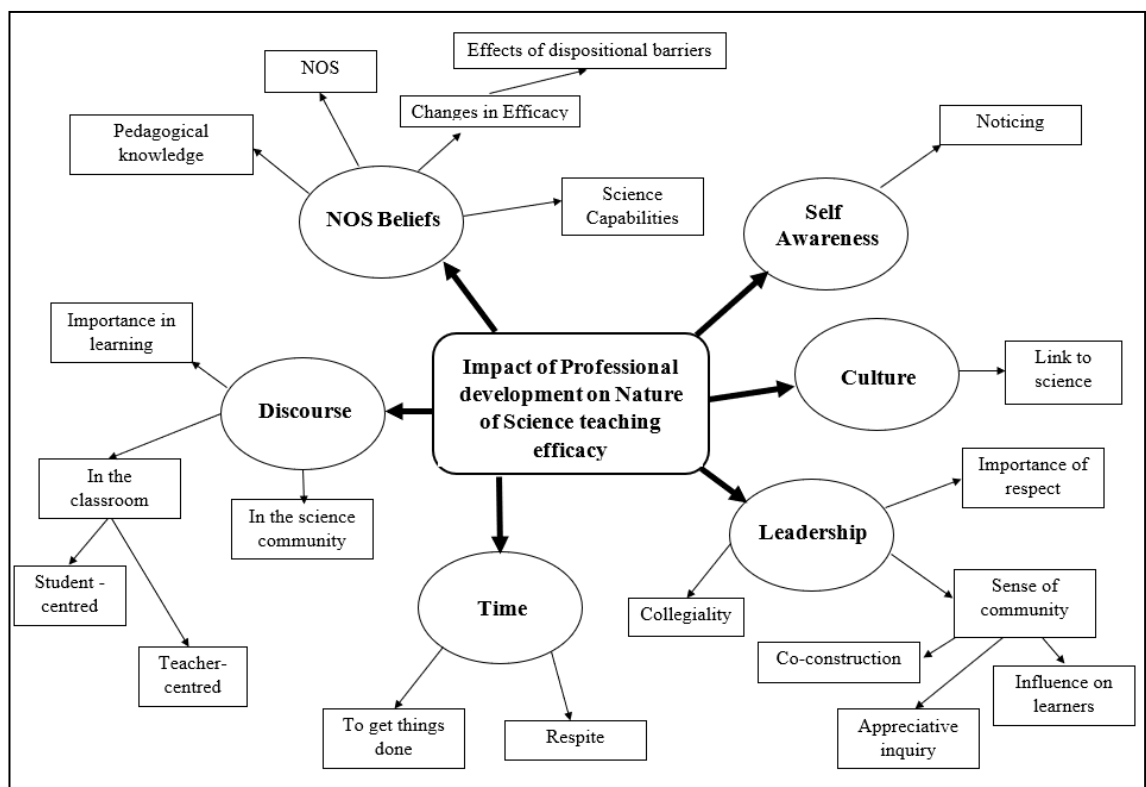 Effects of dispositional barriers
NOS
Changes in Efficacy
Noticing
Pedagogical
knowledge
Science
Capabilities
NOS Beliefs
Self
Awareness
Importance in
learning
Impact of Professional
development on Nature
of Science teaching
efficacy
Culture
Link to
science
Discourse
In the
classroom
In the science
community
Student -
centred
Teacher-
centred
Time
To get things
done
Respite
Leadership
Importance of
respect
Collegiality
Sense of
community
Co-construction
Appreciative
inquiry
Influence on
learners